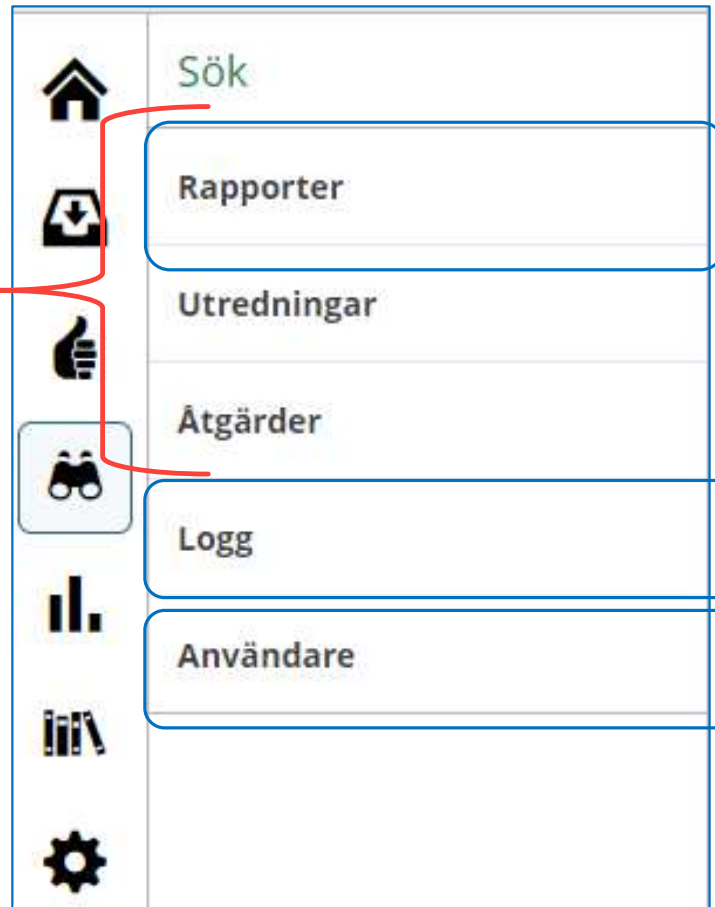 Sök
Rapporter
Utredningar
Åtgärder
Logg
Användare